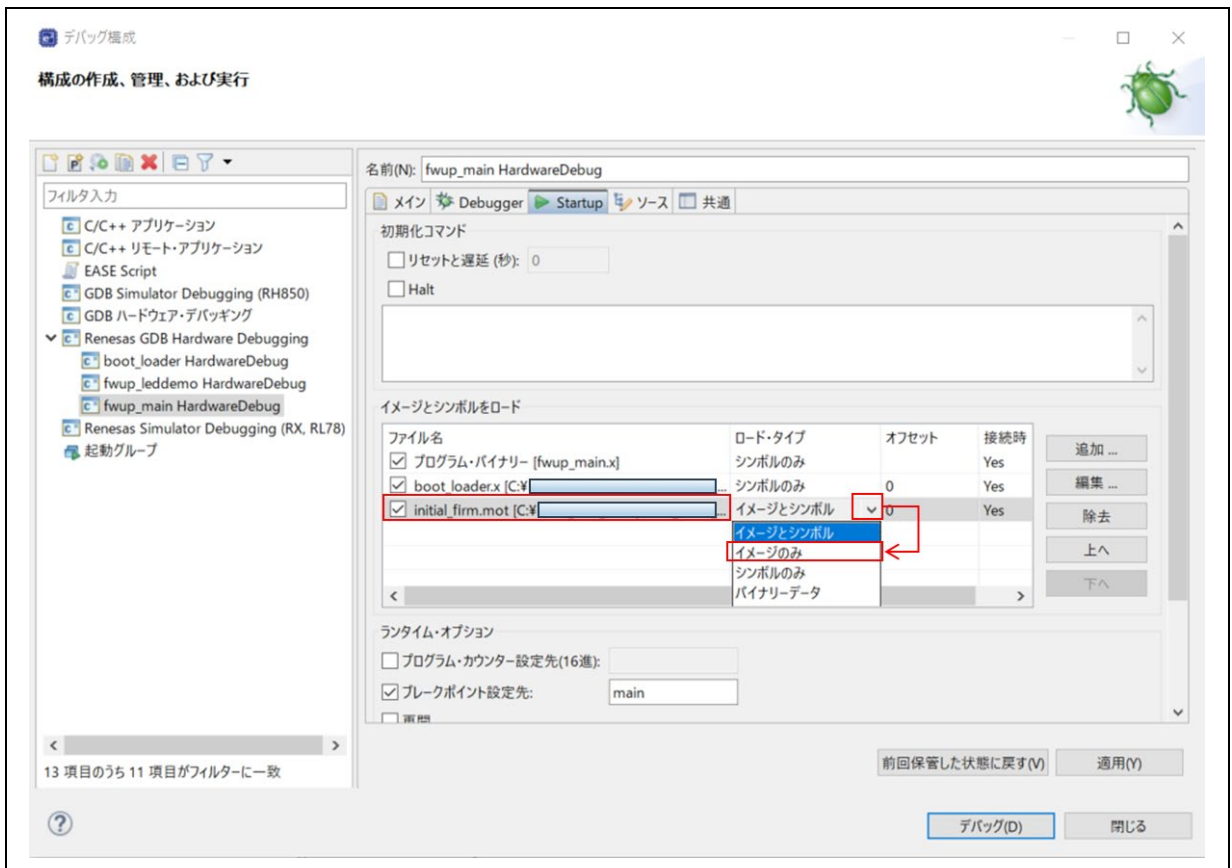 デバッグ構成
構成の作成、管理、および実行
フィルタ入力
C/C++ アプリケーション
C/C++ リモート・アプリケーション
EASE Script
GDB Simulator Debugging (RH850)
GDB ハードウェア・デバッギング
Renesas GDB Hardware Debugging
boot_loader HardwareDebug
fwup_leddemo HardwareDebug
fwup_main HardwareDebug
Renesas Simulator Debugging (RX, RL78)
起動グループ
13 項目のうち 11 項目がフィルターに一致
名前(N): fwup_main HardwareDebug
メイン Debugger Startup ソース 共通
初期化コマンド
リセットと遅延 (秒): 0
Halt
イメージとシンボルをロード
ファイル名 ロード・タイプ オフセット 接続時
プログラム・バイナリー [fwup_main.x] シンボルのみ Yes
boot_loader.x [C:¥ ... シンボルのみ 0 Yes
initial_firm.mot [C:¥ ... イメージとシンボル 0 Yes
イメージとシンボル
イメージのみ
シンボルのみ
バイナリーデータ
追加 ...
編集 ...
除去
上へ
下へ
ランタイム・オプション
プログラム・カウンター設定先(16進):
ブレークポイント設定先: main
再開
前回保管した状態に戻す(V) 適用(Y)
デバッグ(D) 閉じる